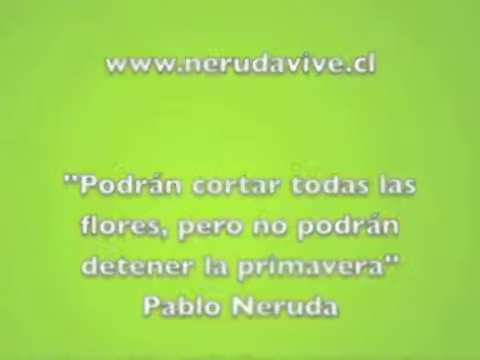 www.nerudavive.cl
"Podrán cortar todas las
flores, pero no podrán
detener la primavera"
Pablo Neruda